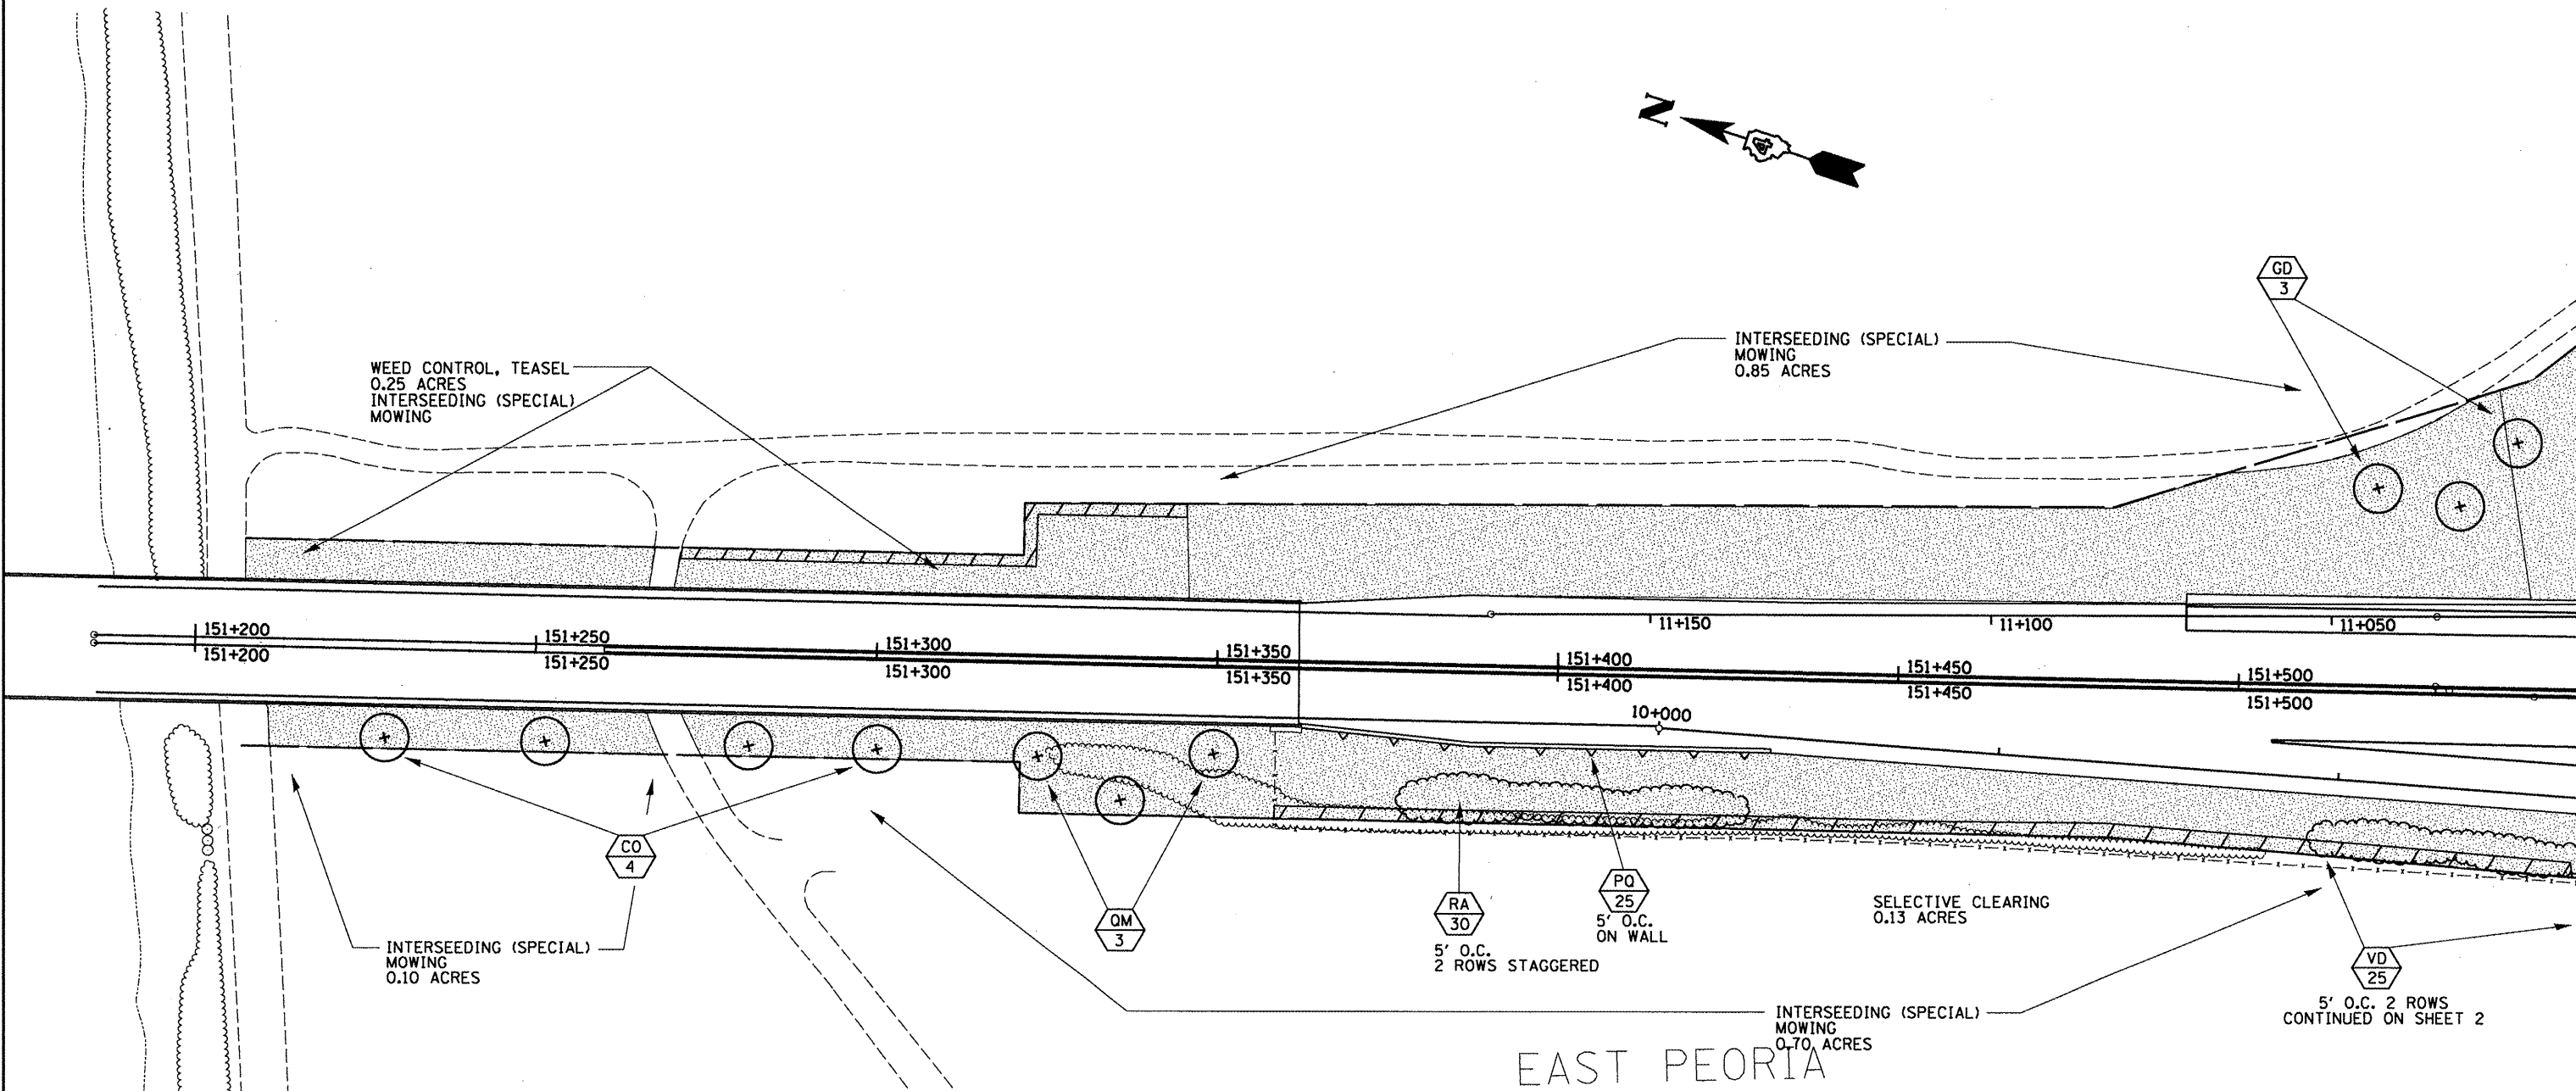 N
4
GD
3
WEED CONTROL, TEASEL
0.25 ACRES
INTERSEEDING (SPECIAL)
MOWING
INTERSEEDING (SPECIAL)
MOWING
0.85 ACRES
151+200
151+250
151+300
151+350
151+400
151+450
151+500
151+200
151+250
151+300
151+350
151+400
151+450
151+500
11+150
11+100
11+050
10+000
CO
4
QM
3
RA
30
5' O.C.
2 ROWS STAGGERED
PQ
25
5' O.C.
ON WALL
SELECTIVE CLEARING
0.13 ACRES
VD
25
5' O.C. 2 ROWS
CONTINUED ON SHEET 2
INTERSEEDING (SPECIAL)
MOWING
0.10 ACRES
INTERSEEDING (SPECIAL)
MOWING
0.70 ACRES
EAST PEORIA